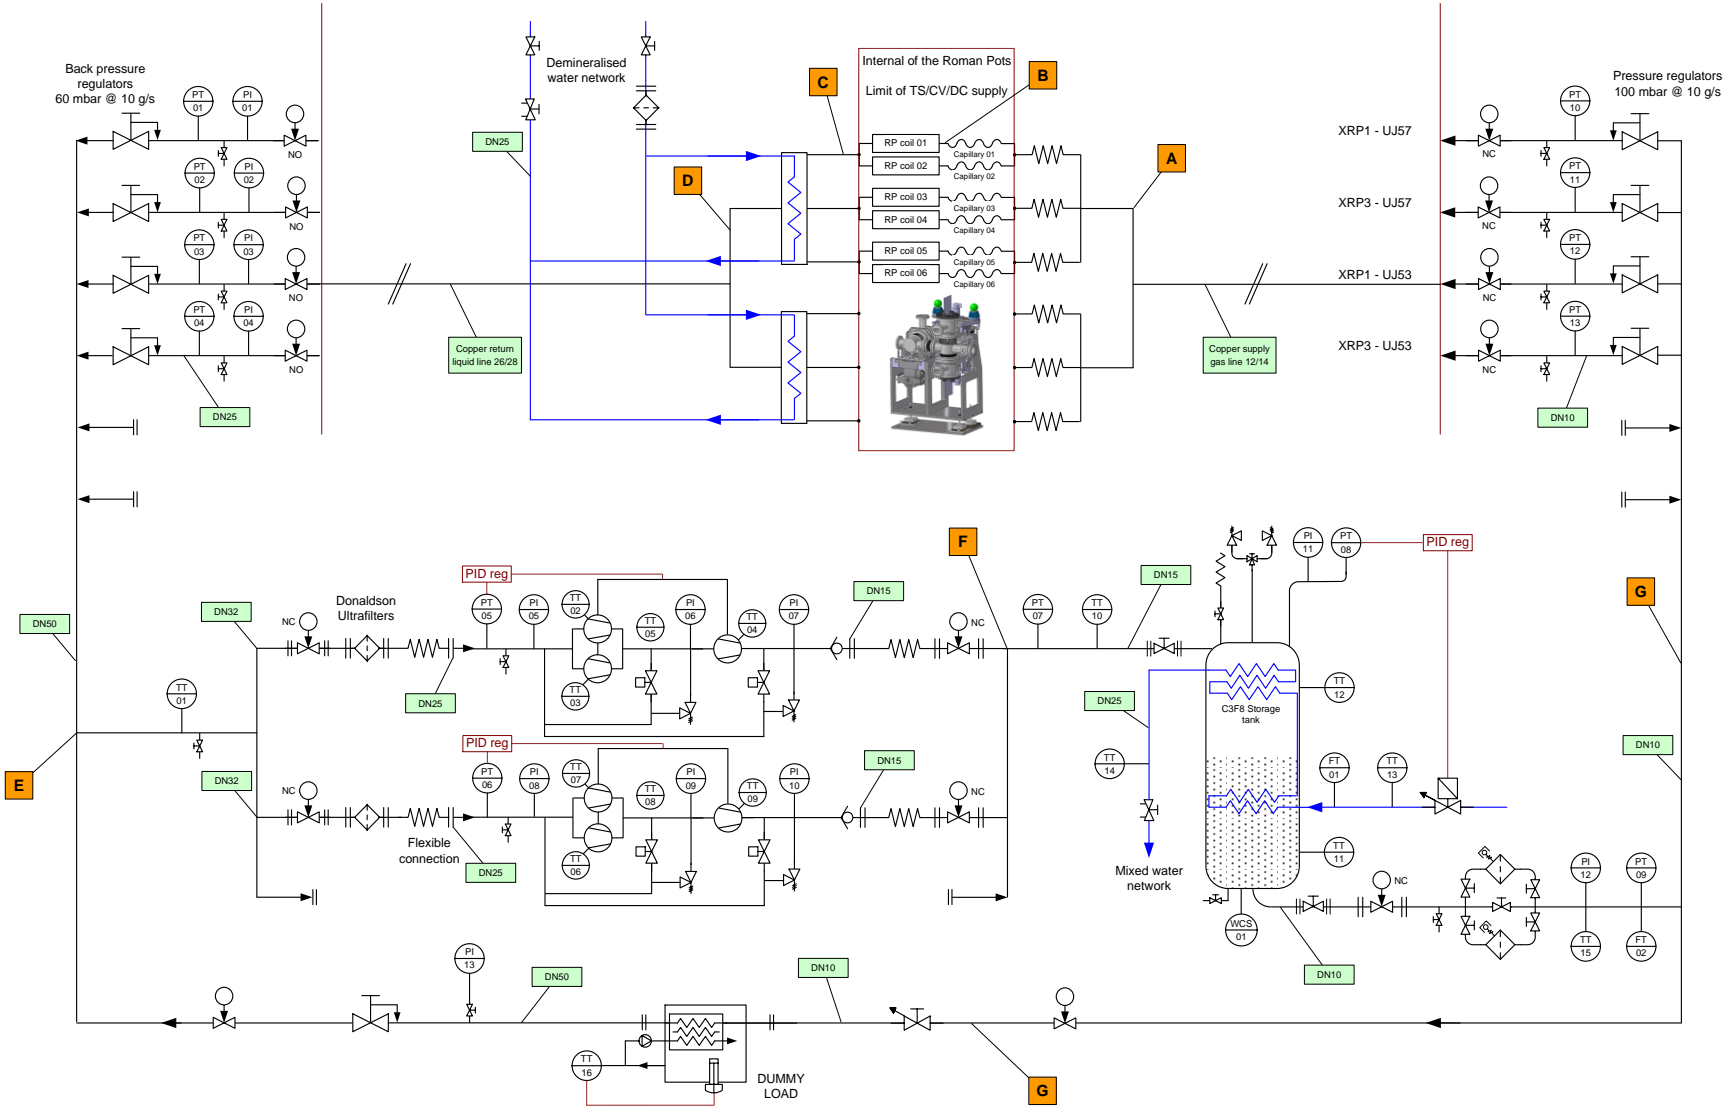 Back pressure
regulators
60 mbar @ 10 g/s
PT
01
PI
01
NO
PT
02
PI
02
NO
PT
03
PI
03
NO
PT
04
PI
04
NO
DN25
Demineralised
water network
DN25
D
Copper return
liquid line 26/28
Internal of the Roman Pots
Limit of TS/CV/DC supply
C
B
A
RP coil 01
Capillary 01
RP coil 02
Capillary 02
RP coil 03
Capillary 03
RP coil 04
Capillary 04
RP coil 05
Capillary 05
RP coil 06
Capillary 06
Copper supply
gas line 12/14
XRP1 - UJ57
XRP3 - UJ57
XRP1 - UJ53
XRP3 - UJ53
Pressure regulators
100 mbar @ 10 g/s
PT
10
NC
PT
11
NC
PT
12
NC
PT
13
NC
DN10
DN50
E
TT
01
DN32
DN32
NC
Donaldson
Ultrafilters
DN25
PID reg
PT
05
PI
05
TT
02
TT
03
TT
05
PI
06
TT
04
PI
07
DN15
NC
F
NC
Flexible
connection
DN25
PID reg
PT
06
PI
08
TT
07
TT
06
TT
08
PI
09
TT
09
PI
10
DN15
NC
PT
07
TT
10
DN15
PI
11
PT
08
PID reg
DN25
TT
14
Mixed water
network
C3F8 Storage
tank
TT
12
FT
01
TT
13
TT
11
WCS
01
DN10
NC
PI
12
TT
15
PT
09
FT
02
G
DN10
PI
13
DN50
TT
16
DUMMY
LOAD
DN10
G